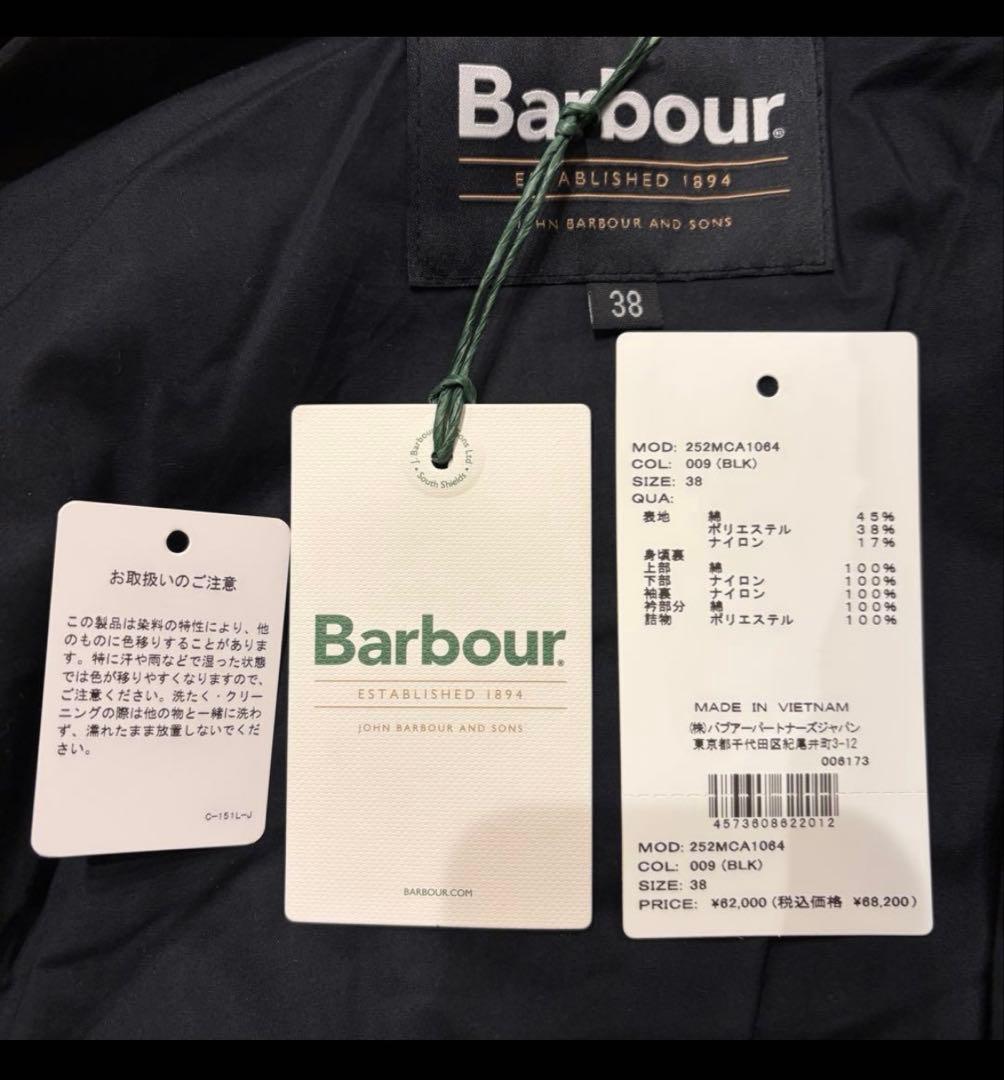 Barbour
ESTABLISHED 1894
JOHN BARBOUR AND SONS
38
お取扱いのご注意
この製品は染料の特性により、他
のものに色移りすることがありま
す。特に汗や雨などで湿った状態
では色が移りやすくなりますので、
ご注意ください。洗たく・クリー
ニングの際は他の物と一緒に洗わ
ず、濡れたまま放置しないでくだ
さい。
C-151L-J
J. Barbour Sons Ltd
• South Shields •
Barbour
ESTABLISHED 1894
JOHN BARBOUR AND SONS
BARBOUR.COM
MOD: 252MCA1064
COL: 009 (BLK)
SIZE: 38
QUA:
表地 綿 45%
ポリエステル 38%
ナイロン 17%
身頃裏
上部 綿 100%
下部 ナイロン 100%
袖裏 ナイロン 100%
衿部分 綿 100%
詰物 ポリエステル 100%
MADE IN VIETNAM
(株)バブアーパートナーズジャパン
東京都千代田区紀尾井町3-12
006173
4573608622012
MOD: 252MCA1064
COL: 009 (BLK)
SIZE: 38
PRICE: ¥62,000 (税込価格 ¥68,200)